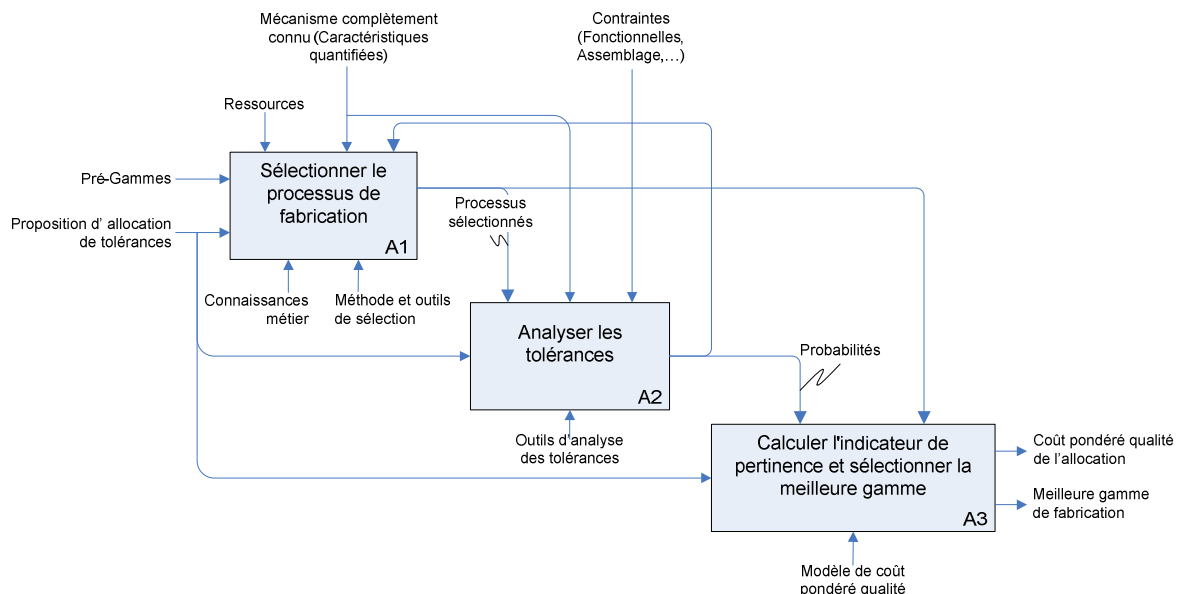 Mécanisme complètement
connu (Caractéristiques
quantifiées)
Contraintes
(Fonctionnelles,
Assemblage,…)
Ressources
Pré-Gammes
Proposition d’ allocation
de tolérances
Sélectionner le
processus de
fabrication
A1
Processus
sélectionnés
Connaissances
métier
Méthode et outils
de sélection
Analyser les
tolérances
A2
Probabilités
Outils d'analyse
des tolérances
Calculer l'indicateur de
pertinence et sélectionner la
meilleure gamme
A3
Coût pondéré qualité
de l’allocation
Meilleure gamme
de fabrication
Modèle de coût
pondéré qualité